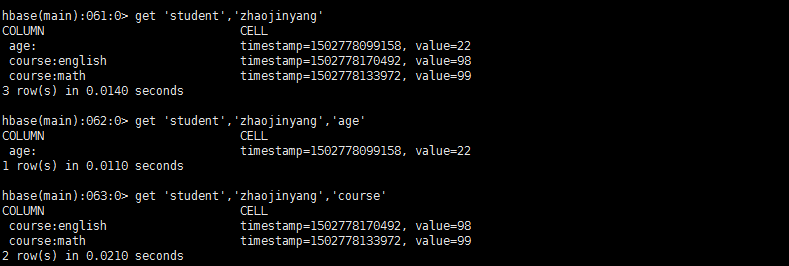 hbase(main):061:0> get 'student','zhaojinyang'
COLUMN CELL
age: timestamp=1502778099158, value=22
course:english timestamp=1502778170492, value=98
course:math timestamp=1502778133972, value=99
3 row(s) in 0.0140 seconds
hbase(main):062:0> get 'student','zhaojinyang','age'
COLUMN CELL
age: timestamp=1502778099158, value=22
1 row(s) in 0.0110 seconds
hbase(main):063:0> get 'student','zhaojinyang','course'
COLUMN CELL
course:english timestamp=1502778170492, value=98
course:math timestamp=1502778133972, value=99
2 row(s) in 0.0210 seconds